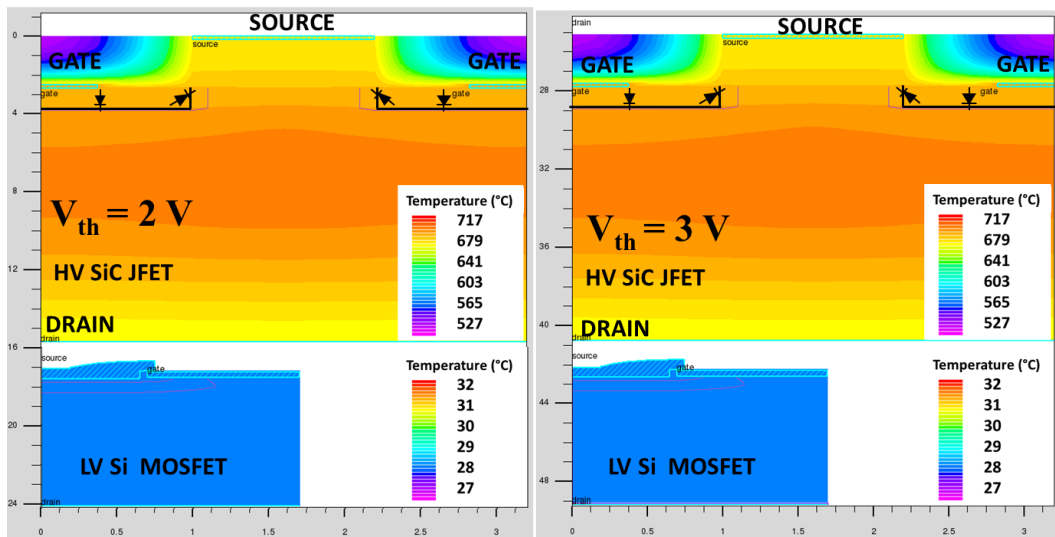 SOURCE
source
0
GATE
GATE
gate
gate
4
8
V_th = 2 V
Temperature (°C)
717
679
641
603
565
527
12
HV SiC JFET
DRAIN
drain
16
source
gate
Temperature (°C)
32
31
30
29
28
27
20
LV Si MOSFET
24
drain
0
0.5
1
1.5
2
2.5
3
drain
SOURCE
source
GATE
GATE
28
gate
gate
32
V_th = 3 V
Temperature (°C)
717
679
641
603
565
527
36
HV SiC JFET
40
DRAIN
drain
source
gate
Temperature (°C)
32
31
30
29
28
27
44
LV Si MOSFET
48
drain
0
0.5
1
1.5
2
2.5
3